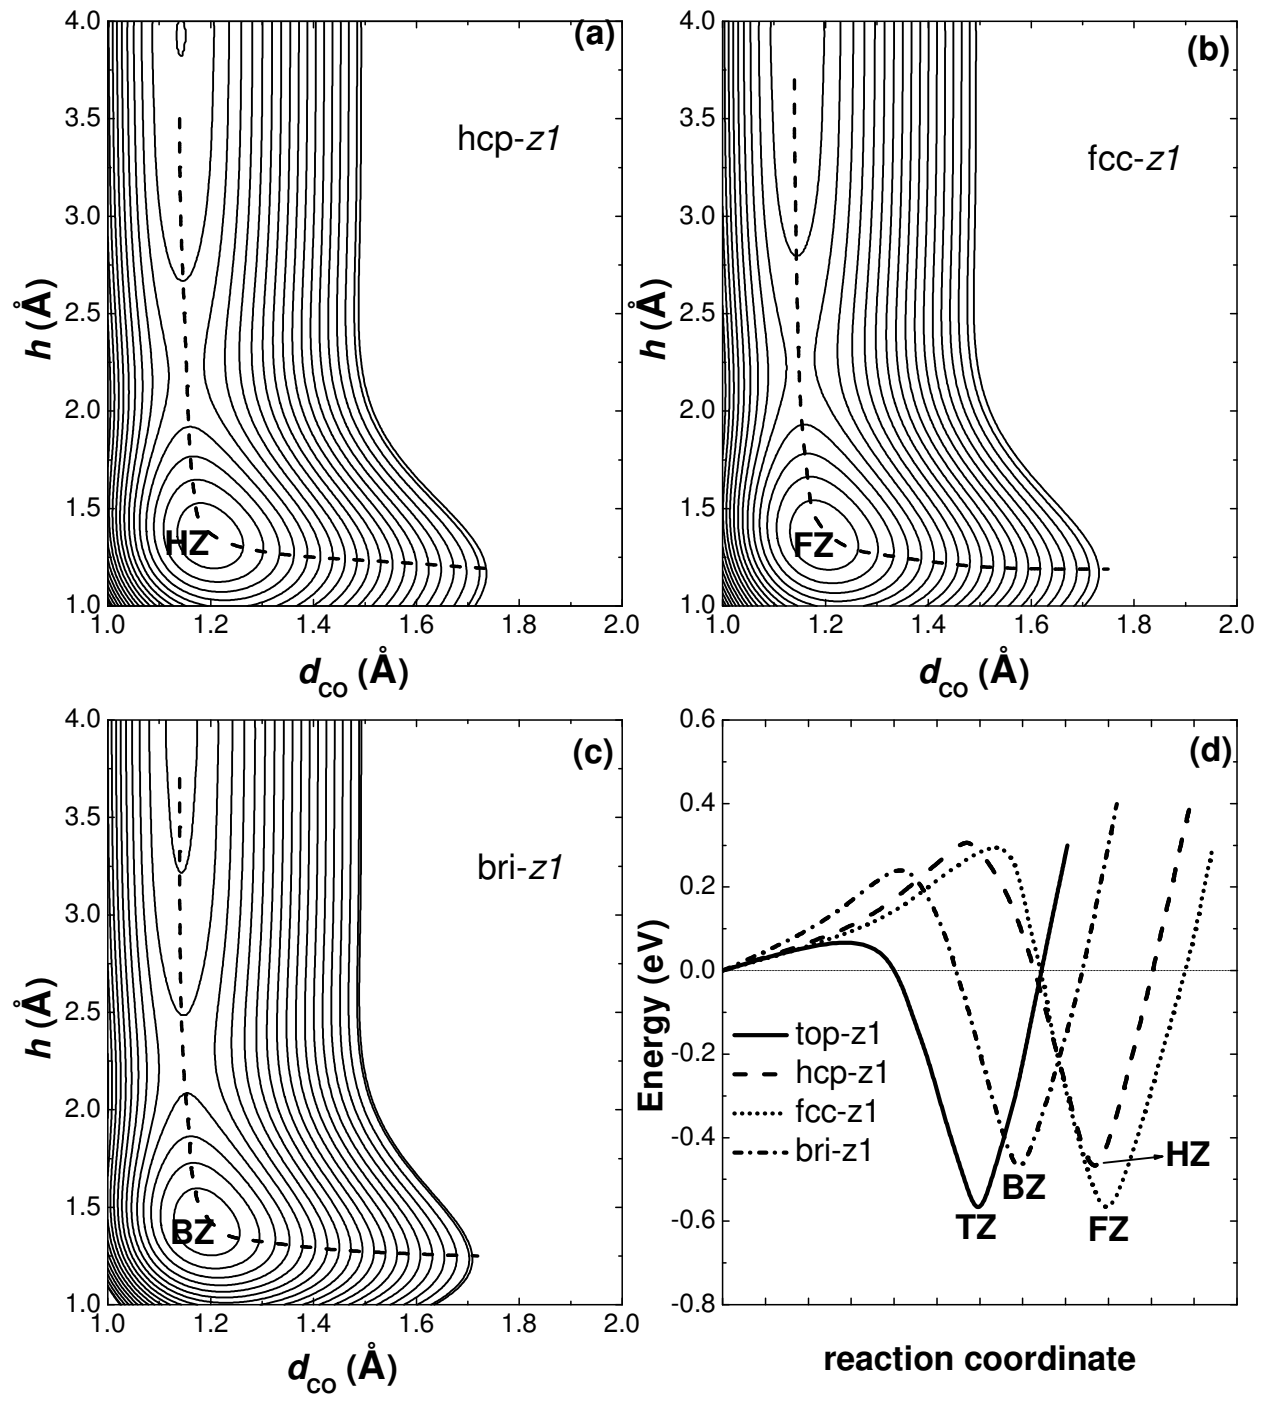 (a)
hcp-z1
HZ
h (Å)
4.0
3.5
3.0
2.5
2.0
1.5
1.0
1.0 1.2 1.4 1.6 1.8 2.0
dCO (Å)
(b)
fcc-z1
FZ
h (Å)
4.0
3.5
3.0
2.5
2.0
1.5
1.0
1.0 1.2 1.4 1.6 1.8 2.0
dCO (Å)
(c)
bri-z1
BZ
h (Å)
4.0
3.5
3.0
2.5
2.0
1.5
1.0
1.0 1.2 1.4 1.6 1.8 2.0
dCO (Å)
(d)
Energy (eV)
0.6
0.4
0.2
0.0
-0.2
-0.4
-0.6
-0.8
top-z1
hcp-z1
fcc-z1
bri-z1
HZ
BZ
TZ
FZ
reaction coordinate